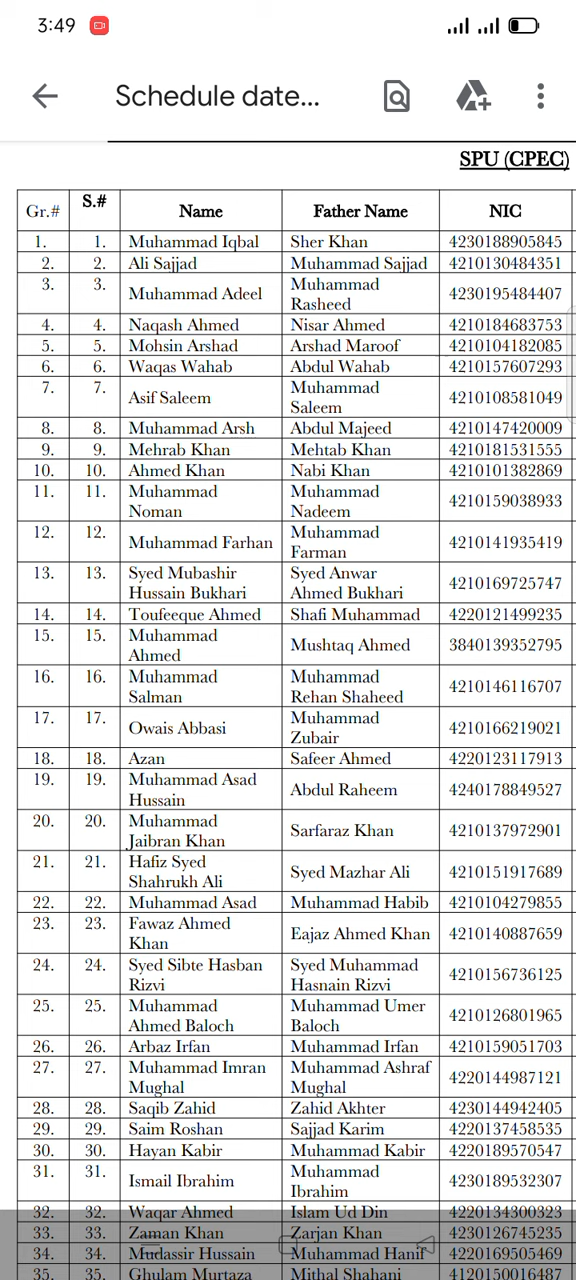 3:49
Schedule date...
SPU (CPEC)
Gr.# S.# Name Father Name NIC
1. 1. Muhammad Iqbal Sher Khan 4230188905845
2. 2. Ali Sajjad Muhammad Sajjad 4210130484351
3. 3. Muhammad Adeel Muhammad Rasheed 4230195484407
4. 4. Naqash Ahmed Nisar Ahmed 4210184683753
5. 5. Mohsin Arshad Arshad Maroof 4210104182085
6. 6. Waqas Wahab Abdul Wahab 4210157607293
7. 7. Asif Saleem Muhammad Saleem 4210108581049
8. 8. Muhammad Arsh Abdul Majeed 4210147420009
9. 9. Mehrab Khan Mehtab Khan 4210181531555
10. 10. Ahmed Khan Nabi Khan 4210101382869
11. 11. Muhammad Noman Muhammad Nadeem 4210159038933
12. 12. Muhammad Farhan Muhammad Farman 4210141935419
13. 13. Syed Mubashir Hussain Bukhari Syed Anwar Ahmed Bukhari 4210169725747
14. 14. Toufeeque Ahmed Shafi Muhammad 4220121499235
15. 15. Muhammad Ahmed Mushtaq Ahmed 3840139352795
16. 16. Muhammad Salman Muhammad Rehan Shaheed 4210146116707
17. 17. Owais Abbasi Muhammad Zubair 4210166219021
18. 18. Azan Safeer Ahmed 4220123117913
19. 19. Muhammad Asad Hussain Abdul Raheem 4240178849527
20. 20. Muhammad Jaibran Khan Sarfaraz Khan 4210137972901
21. 21. Hafiz Syed Shahrukh Ali Syed Mazhar Ali 4210151917689
22. 22. Muhammad Asad Muhammad Habib 4210104279855
23. 23. Fawaz Ahmed Khan Eajaz Ahmed Khan 4210140887659
24. 24. Syed Sibte Hasban Rizvi Syed Muhammad Hasnain Rizvi 4210156736125
25. 25. Muhammad Ahmed Baloch Muhammad Umer Baloch 4210126801965
26. 26. Arbaz Irfan Muhammad Irfan 4210159051703
27. 27. Muhammad Imran Mughal Muhammad Ashraf Mughal 4220144987121
28. 28. Saqib Zahid Zahid Akhter 4230144942405
29. 29. Saim Roshan Sajjad Karim 4220137458535
30. 30. Hayan Kabir Muhammad Kabir 4220189570547
31. 31. Ismail Ibrahim Muhammad Ibrahim 4230189532307
32. 32. Waqar Ahmed Islam Ud Din 4220134300323
33. 33. Zaman Khan Zarjan Khan 4230126745235
34. 34. Mudassir Hussain Muhammad Hanif 4220169505469
35. 35. Ghulam Murtaza Mithal Shahani 4120150016487